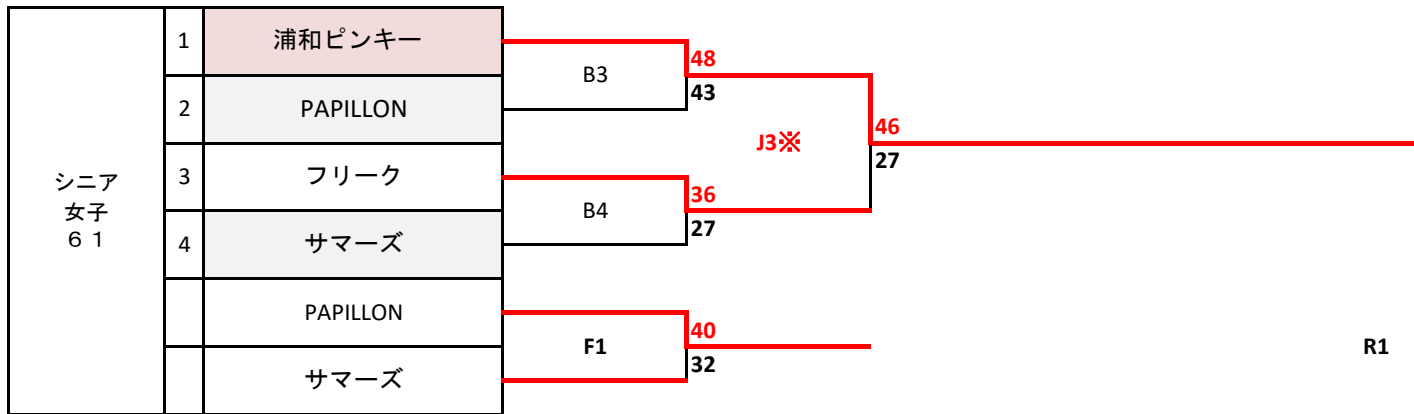 シニア
女子
６１
1
浦和ピンキー
2
PAPILLON
3
フリーク
4
サマーズ
PAPILLON
サマーズ
B3
48
43
B4
36
27
J3※
46
27
F1
40
32
R1